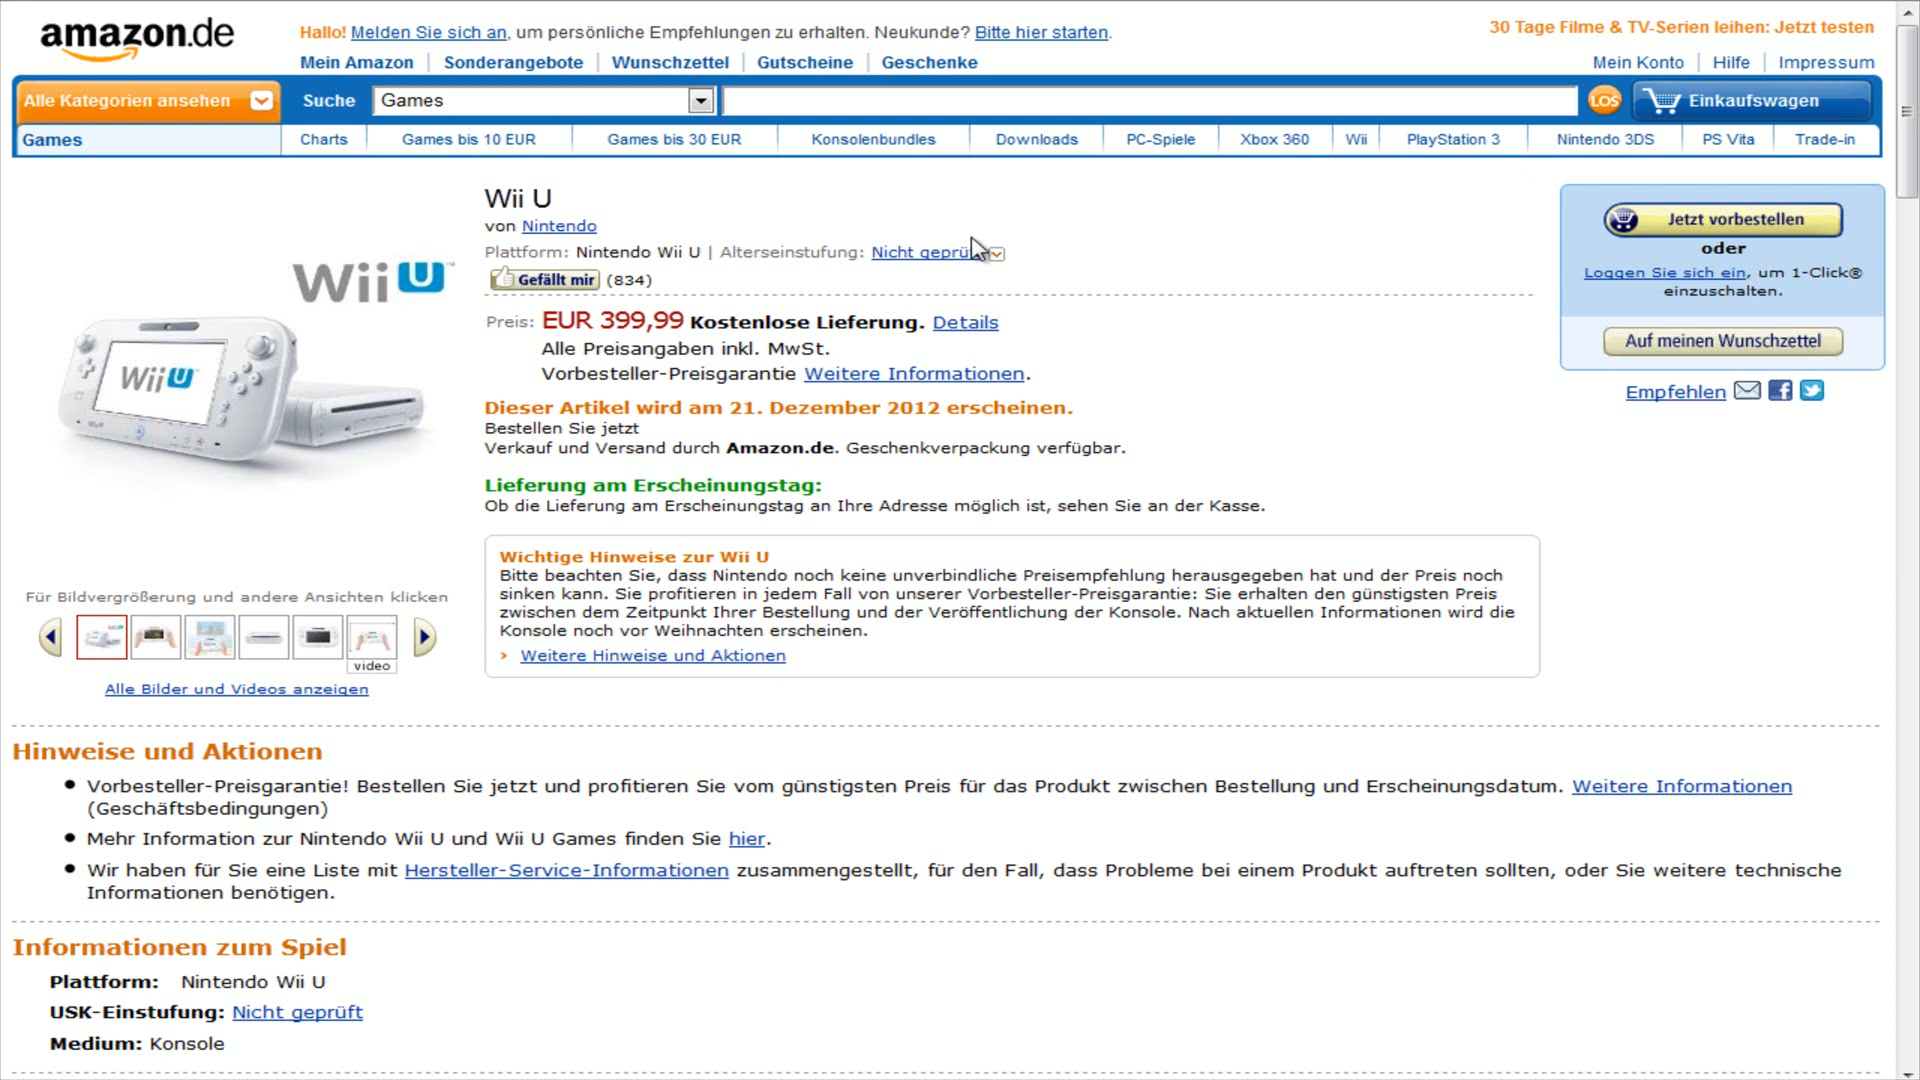 amazon.de
Hallo! Melden Sie sich an, um persönliche Empfehlungen zu erhalten. Neukunde? Bitte hier starten.
30 Tage Filme & TV-Serien leihen: Jetzt testen
Mein Amazon Sonderangebote Wunschzettel Gutscheine Geschenke
Mein Konto Hilfe Impressum
Alle Kategorien ansehen Suche Games LOS Einkaufswagen
Games Charts Games bis 10 EUR Games bis 30 EUR Konsolenbundles Downloads PC-Spiele Xbox 360 Wii PlayStation 3 Nintendo 3DS PS Vita Trade-in
Wii U
von Nintendo
Plattform: Nintendo Wii U | Alterseinstufung: Nicht
Gefällt mir (834)
Wii U
Wii U
Preis: EUR 399,99 Kostenlose Lieferung. Details
Alle Preisangaben inkl. MwSt.
Vorbesteller-Preisgarantie Weitere Informationen.
Dieser Artikel wird am 21. Dezember 2012 erscheinen.
Bestellen Sie jetzt
Verkauf und Versand durch Amazon.de. Geschenkverpackung verfügbar.
Lieferung am Erscheinungstag:
Ob die Lieferung am Erscheinungstag an Ihre Adresse möglich ist, sehen Sie an der Kasse.
Wichtige Hinweise zur Wii U
Bitte beachten Sie, dass Nintendo noch keine unverbindliche Preisempfehlung herausgegeben hat und der Preis noch
sinken kann. Sie profitieren in jedem Fall von unserer Vorbesteller-Preisgarantie: Sie erhalten den günstigsten Preis
zwischen dem Zeitpunkt Ihrer Bestellung und der Veröffentlichung der Konsole. Nach aktuellen Informationen wird die
Konsole noch vor Weihnachten erscheinen.
› Weitere Hinweise und Aktionen
Jetzt vorbestellen
oder
Loggen Sie sich ein, um 1-Click®
einzuschalten.
Auf meinen Wunschzettel
Empfehlen
Für Bildvergrößerung und andere Ansichten klicken
video
Alle Bilder und Videos anzeigen
Hinweise und Aktionen
● Vorbesteller-Preisgarantie! Bestellen Sie jetzt und profitieren Sie vom günstigsten Preis für das Produkt zwischen Bestellung und Erscheinungsdatum. Weitere Informationen
(Geschäftsbedingungen)
● Mehr Information zur Nintendo Wii U und Wii U Games finden Sie hier.
● Wir haben für Sie eine Liste mit Hersteller-Service-Informationen zusammengestellt, für den Fall, dass Probleme bei einem Produkt auftreten sollten, oder Sie weitere technische
Informationen benötigen.
Informationen zum Spiel
Plattform: Nintendo Wii U
USK-Einstufung: Nicht geprüft
Medium: Konsole